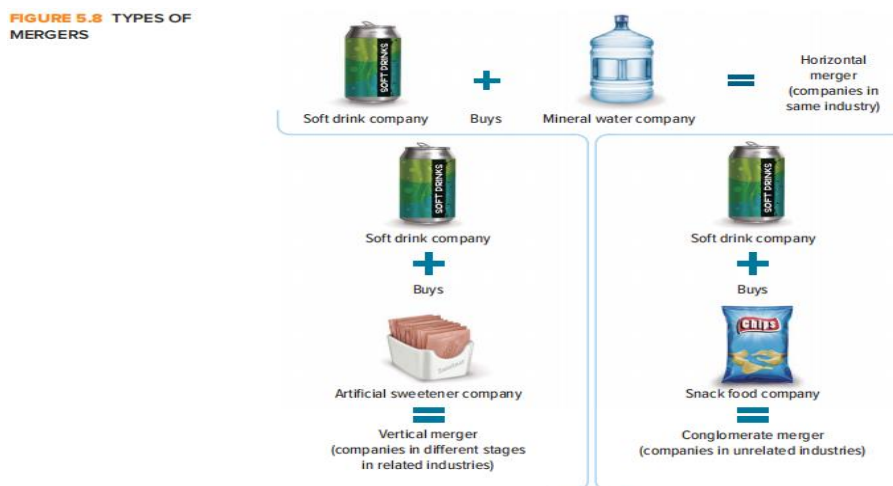 FIGURE 5.8 TYPES OF
MERGERS
SOFT DRINKS
Soft drink company
Buys
Mineral water company
Horizontal
merger
(companies in
same industry)
SOFT DRINKS
Soft drink company
Buys
Sweetener
Artificial sweetener company
Vertical merger
(companies in different stages
in related industries)
SOFT DRINKS
Soft drink company
Buys
Chips
Snack food company
Conglomerate merger
(companies in unrelated industries)